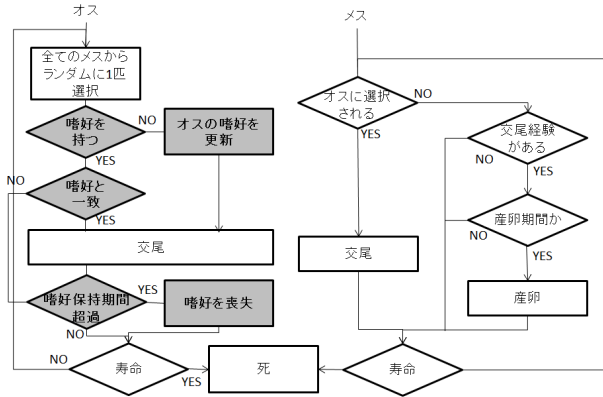 オス
全てのメスから
ランダムに1匹
選択
嗜好を
持つ
NO
オスの嗜好を
更新
YES
嗜好と
一致
NO
YES
交尾
嗜好保持期間
超過
YES
嗜好を喪失
NO
寿命
NO
YES
死
メス
オスに選択
される
NO
YES
交尾経験
がある
NO
YES
産卵期間か
NO
YES
交尾
産卵
寿命